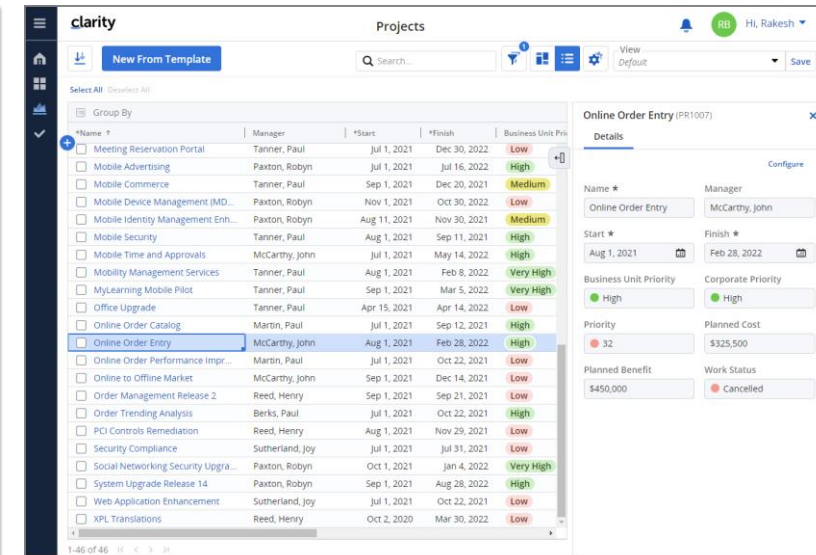 clarity
Projects
RB
Hi, Rakesh
New From Template
Search...
1
View
Default
Save
Select All Deselect All
Group By
*Name Manager *Start *Finish Business Unit Pri
Meeting Reservation Portal Tanner, Paul Jul 1, 2021 Dec 30, 2022 Low
Mobile Advertising Paxton, Robyn Jul 1, 2021 Jul 16, 2022 High
Mobile Commerce Tanner, Paul Sep 1, 2021 Dec 20, 2021 Medium
Mobile Device Management (MD... Paxton, Robyn Nov 1, 2021 Oct 30, 2022 Low
Mobile Identity Management Enh... Paxton, Robyn Aug 11, 2021 Nov 30, 2021 Medium
Mobile Security Tanner, Paul Aug 1, 2021 Sep 11, 2021 High
Mobile Time and Approvals McCarthy, John Jul 1, 2021 May 14, 2022 High
Mobility Management Services Tanner, Paul Aug 1, 2021 Feb 8, 2022 Very High
MyLearning Mobile Pilot Tanner, Paul Sep 1, 2021 Mar 5, 2022 Very High
Office Upgrade Tanner, Paul Apr 15, 2021 Apr 14, 2022 Low
Online Order Catalog Martin, Paul Jul 1, 2021 Sep 12, 2021 High
Online Order Entry McCarthy, John Aug 1, 2021 Feb 28, 2022 High
Online Order Performance Impr... Martin, Paul Jul 1, 2021 Oct 22, 2021 Low
Online to Offline Market McCarthy, John Sep 1, 2021 Dec 14, 2021 Low
Order Management Release 2 Reed, Henry Sep 1, 2021 Sep 21, 2021 Low
Order Trending Analysis Berks, Paul Jul 1, 2021 Oct 22, 2021 High
PCI Controls Remediation Reed, Henry Aug 1, 2021 Nov 29, 2021 Low
Security Compliance Sutherland, Joy Jul 1, 2021 Jul 31, 2021 Low
Social Networking Security Upgra... Paxton, Robyn Oct 1, 2021 Jan 4, 2022 Very High
System Upgrade Release 14 Paxton, Robyn Sep 1, 2021 Aug 28, 2022 High
Web Application Enhancement Sutherland, Joy Jul 1, 2021 Oct 22, 2021 Low
XPL Translations Reed, Henry Oct 2, 2020 Mar 30, 2022 Low
1-46 of 46
Online Order Entry (PR1007)
Details
Configure
Name * Manager
Online Order Entry McCarthy, John
Start * Finish *
Aug 1, 2021 Feb 28, 2022
Business Unit Priority Corporate Priority
High High
Priority Planned Cost
32 $325,500
Planned Benefit Work Status
$450,000 Cancelled